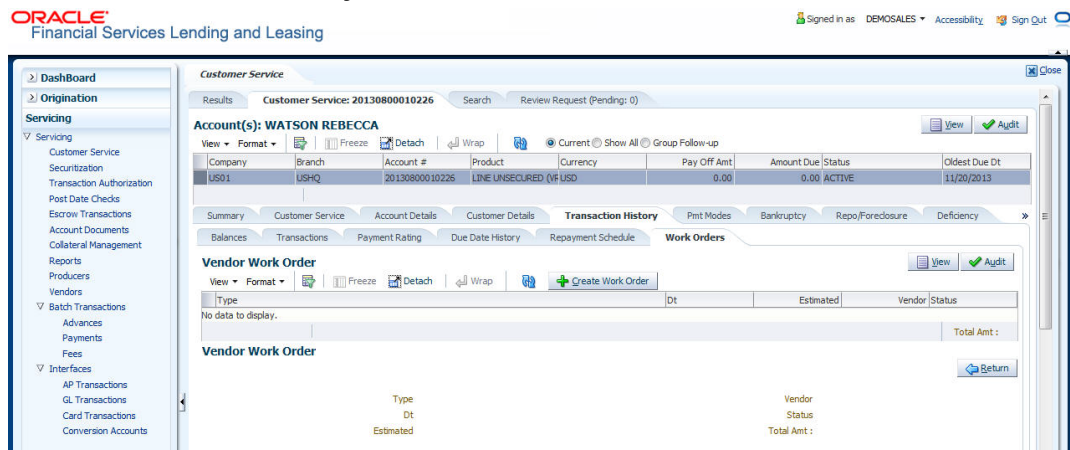 ORACLE
Financial Services Lending and Leasing
Signed in as DEMOSALES Accessibility Sign Out
Close
DashBoard
Origination
Servicing
Servicing
Customer Service
Securitization
Transaction Authorization
Post Date Checks
Escrow Transactions
Account Documents
Collateral Management
Reports
Producers
Vendors
Batch Transactions
Advances
Payments
Fees
Interfaces
AP Transactions
GL Transactions
Card Transactions
Conversion Accounts
Customer Service
Results Customer Service: 20130800010226 Search Review Request (Pending: 0)
Account(s): WATSON REBECCA View Audit
View Format Freeze Detach Wrap Current Show All Group Follow-up
Company Branch Account # Product Currency Pay Off Amt Amount Due Status Oldest Due Dt
US01 USHQ 20130800010226 LINE UNSECURED (VF USD 0.00 0.00 ACTIVE 11/20/2013
Summary Customer Service Account Details Customer Details Transaction History Pmt Modes Bankruptcy Repo/Foreclosure Deficiency »
Balances Transactions Payment Rating Due Date History Repayment Schedule Work Orders
Vendor Work Order View Audit
View Format Freeze Detach Wrap Create Work Order
Type Dt Estimated Vendor Status
No data to display.
Total Amt :
Vendor Work Order
Return
Type Vendor
Dt Status
Estimated Total Amt :